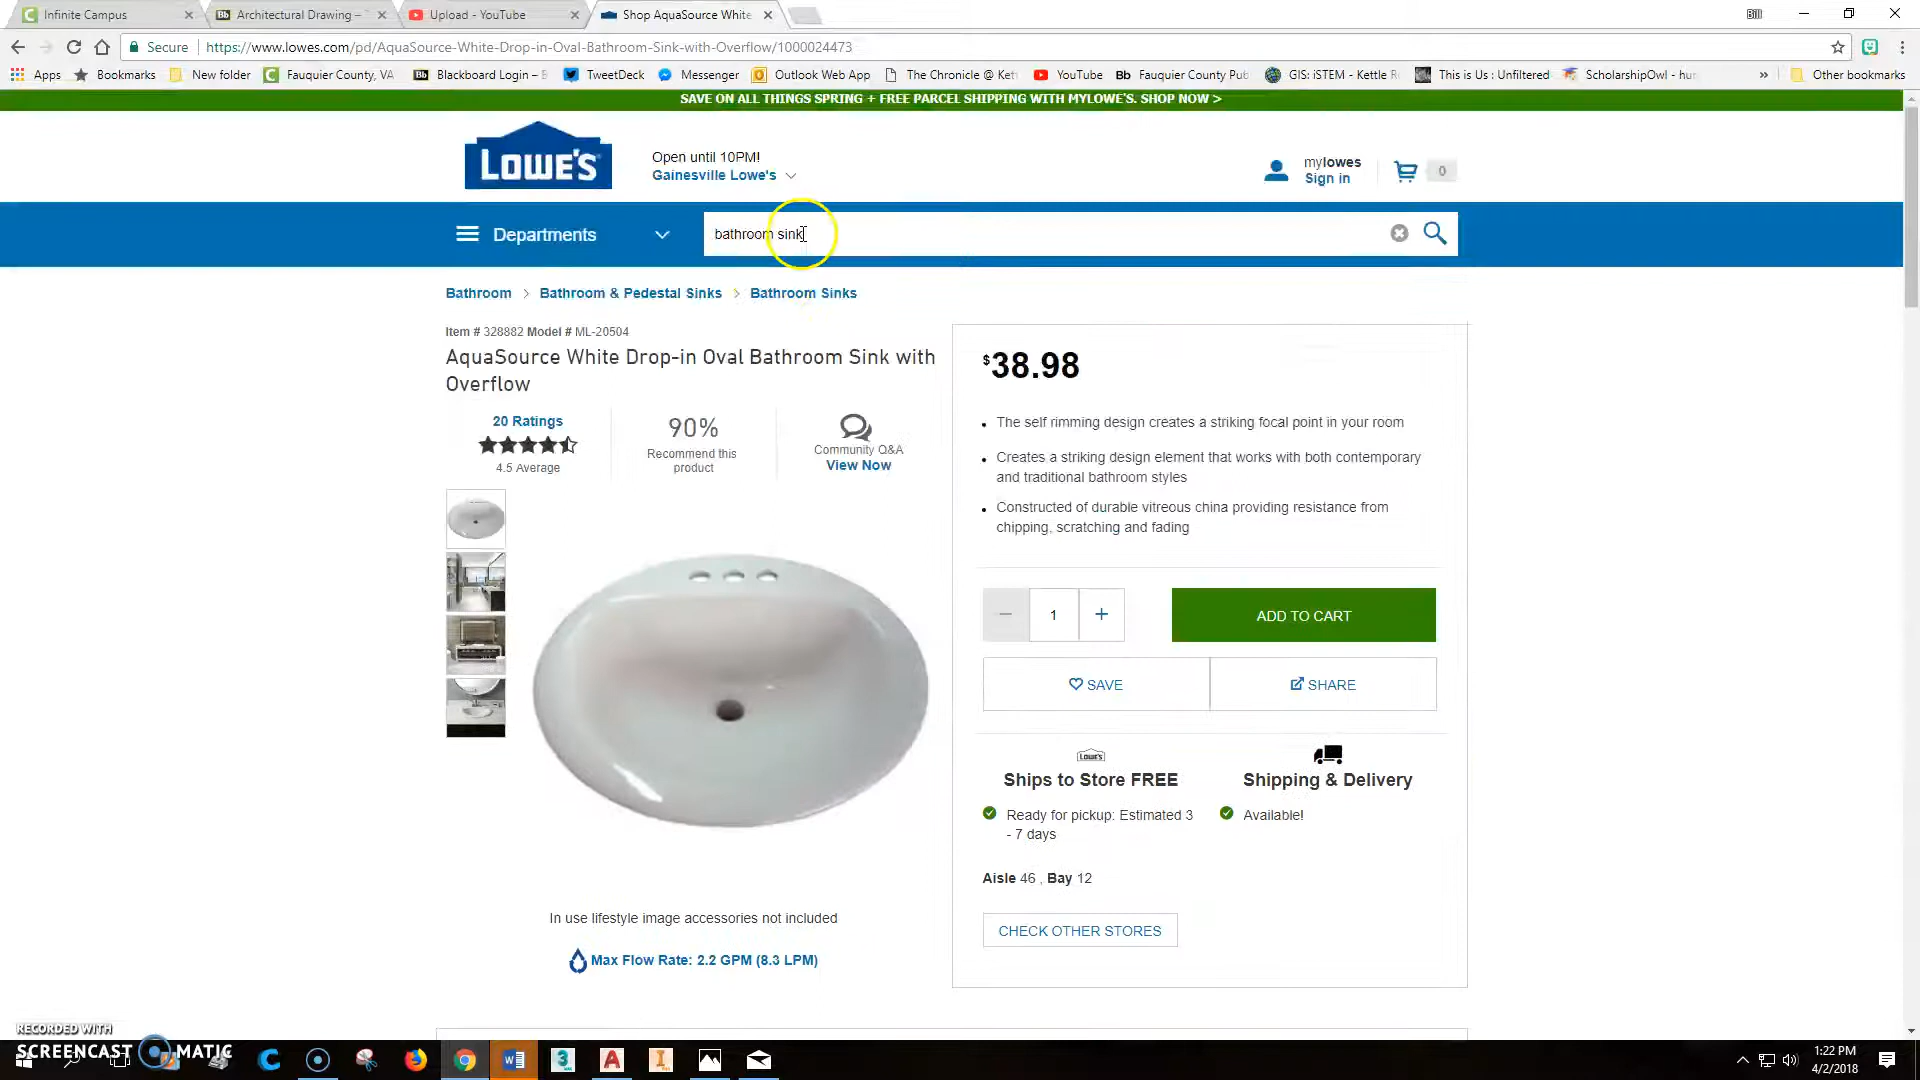 Infinite Campus
Architectural Drawing –
Upload - YouTube
Shop AquaSource White
Bill
Secure
https://www.lowes.com/pd/AquaSource-White-Drop-in-Oval-Bathroom-Sink-with-Overflow/1000024473
Apps
Bookmarks
New folder
Fauquier County, VA
Blackboard Login –
TweetDeck
Messenger
Outlook Web App
The Chronicle @ Kett
YouTube
Fauquier County Pub
GIS: iSTEM - Kettle R
This is Us : Unfiltered
ScholarshipOwl -
Other bookmarks
SAVE ON ALL THINGS SPRING + FREE PARCEL SHIPPING WITH MYLOWE'S. SHOP NOW >
LOWE'S
Open until 10PM!
Gainesville Lowe's
mylowes
Sign in
0
Departments
bathroom sink
Bathroom > Bathroom & Pedestal Sinks > Bathroom Sinks
Item # 328882 Model # ML-20504
AquaSource White Drop-in Oval Bathroom Sink with
Overflow
20 Ratings
4.5 Average
90%
Recommend this
product
Community Q&A
View Now
$38.98
• The self rimming design creates a striking focal point in your room
• Creates a striking design element that works with both contemporary
and traditional bathroom styles
• Constructed of durable vitreous china providing resistance from
chipping, scratching and fading
− 1 +
ADD TO CART
SAVE
SHARE
LOWE'S
Ships to Store FREE
Ready for pickup: Estimated 3
- 7 days
Shipping & Delivery
Available!
Aisle 46 , Bay 12
CHECK OTHER STORES
In use lifestyle image accessories not included
Max Flow Rate: 2.2 GPM (8.3 LPM)
RECORDED WITH
SCREENCAST MATIC
1:22 PM
4/2/2018